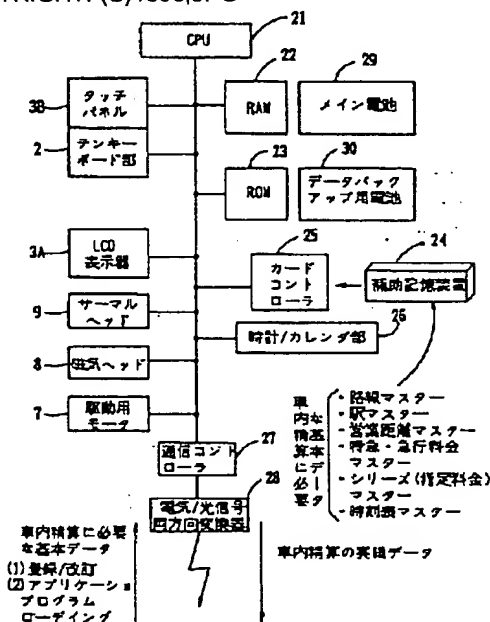 CPU
21
22
29
3B
タッチ
パネル
RAM
メイン電池
2
テンキー
ボード部
23
30
ROM
データバック
アップ用電池
25
24
3A
LCD
表示器
カード
コント
ローラ
補助記憶装置
9
サーマル
ヘッド
26
時計/カレンダ部
8
磁気ヘッド
7
駆動用
モータ
27
通信コント
ローラ
28
電気/光信号
四方向変換器
車内精算に必要
な基本データ
・路線マスター
・駅マスター
・営業距離マスター
・特急・急行料金
マスター
・シリーズ(指定料金)
マスター
・時刻表マスター
車内精算に必要
な基本データ
(1) 登録/改訂
(2) アプリケーショ
プログラム
ローディング
車内精算の実績データ